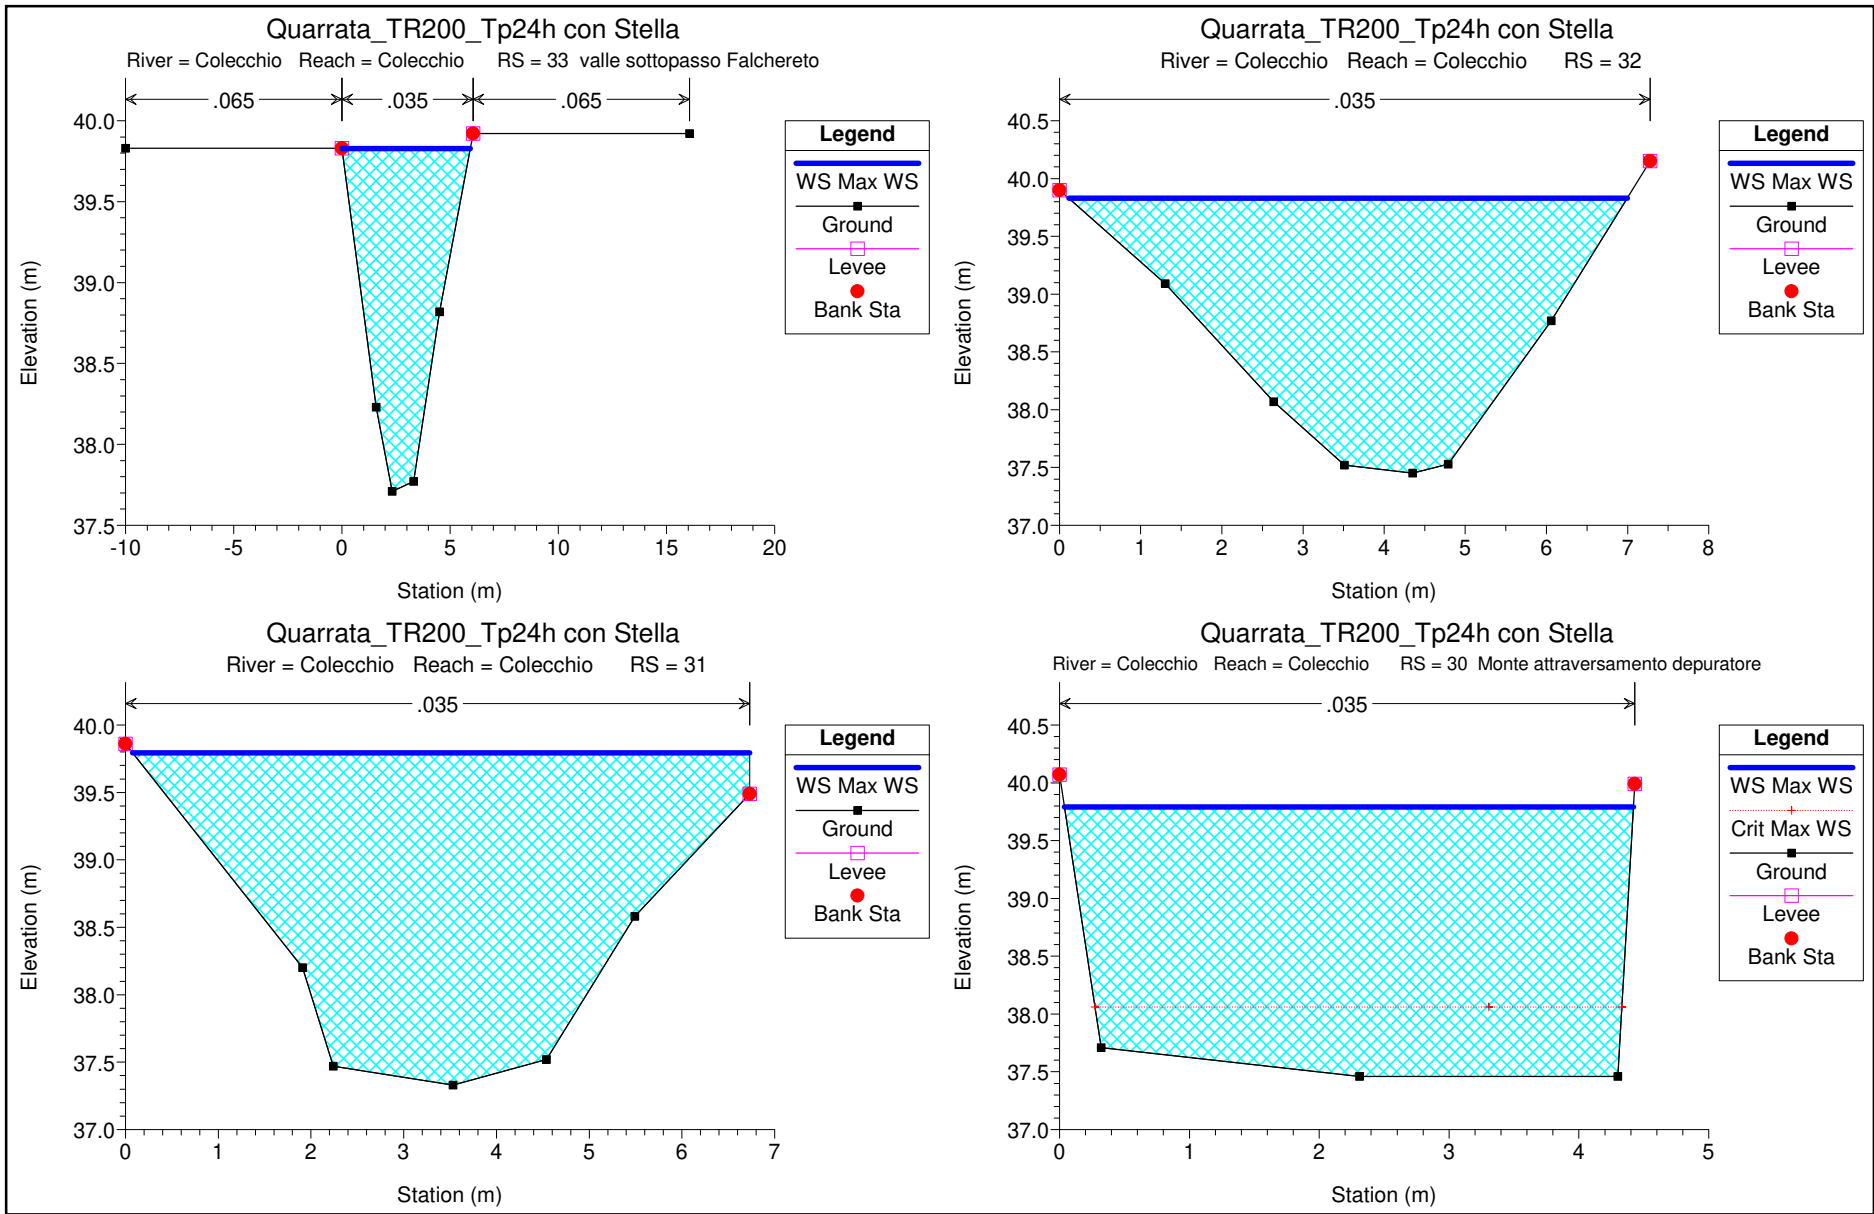 Quarrata_TR200_Tp24h con Stella
River = Colecchio   Reach = Colecchio      RS = 33  valle sottopasso Falchereto
.065
.035
.065
40.0
39.5
39.0
38.5
38.0
37.5
-10
-5
0
5
10
15
20
Station (m)
Elevation (m)
Legend
WS Max WS
Ground
Levee
Bank Sta
Quarrata_TR200_Tp24h con Stella
River = Colecchio   Reach = Colecchio      RS = 32
.035
40.5
40.0
39.5
39.0
38.5
38.0
37.5
37.0
0
1
2
3
4
5
6
7
8
Station (m)
Elevation (m)
Legend
WS Max WS
Ground
Levee
Bank Sta
Quarrata_TR200_Tp24h con Stella
River = Colecchio   Reach = Colecchio      RS = 31
.035
40.0
39.5
39.0
38.5
38.0
37.5
37.0
0
1
2
3
4
5
6
7
Station (m)
Elevation (m)
Legend
WS Max WS
Ground
Levee
Bank Sta
Quarrata_TR200_Tp24h con Stella
River = Colecchio   Reach = Colecchio      RS = 30  Monte attraversamento depuratore
.035
40.5
40.0
39.5
39.0
38.5
38.0
37.5
37.0
0
1
2
3
4
5
Station (m)
Elevation (m)
Legend
WS Max WS
Crit Max WS
Ground
Levee
Bank Sta